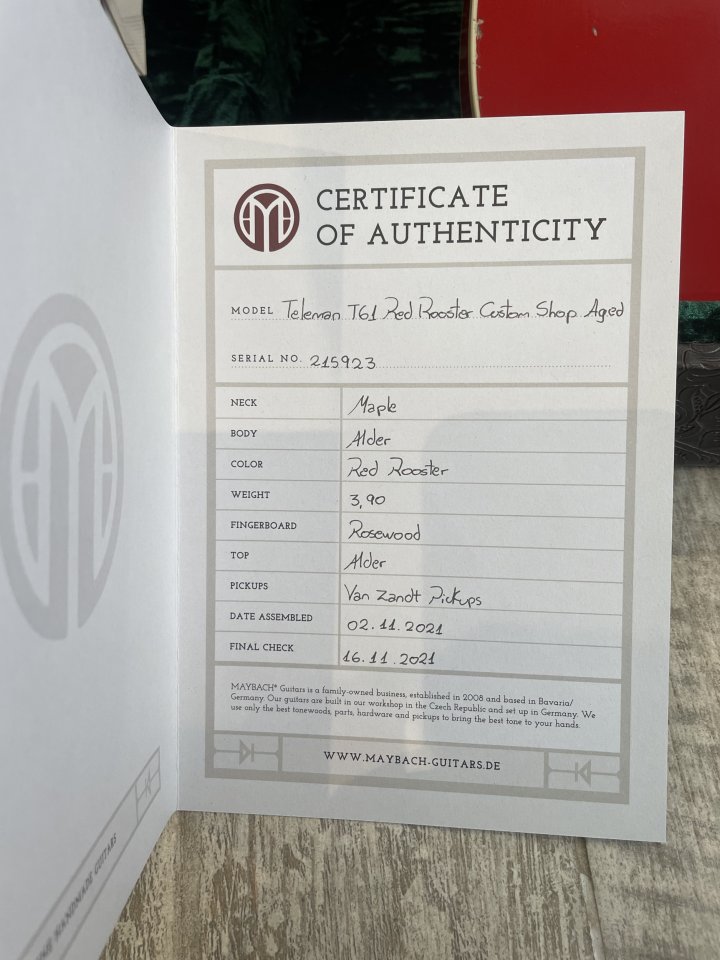 CERTIFICATE
OF AUTHENTICITY
MODEL Teleman T61 Red Rooster Custom Shop Aged
SERIAL NO. 215923
NECK Maple
BODY Alder
COLOR Red Rooster
WEIGHT 3,90
FINGERBOARD Rosewood
TOP Alder
PICKUPS Van Zandt Pickups
DATE ASSEMBLED 02.11.2021
FINAL CHECK 16.11.2021
MAYBACH® Guitars is a family-owned business, established in 2008 and based in Bavaria/
Germany. Our guitars are built in our workshop in the Czech Republic and set up in Germany. We
use only the best tonewoods, parts, hardware and pickups to bring the best tone to your hands.
WWW.MAYBACH-GUITARS.DE
HANDMADE GUITARS